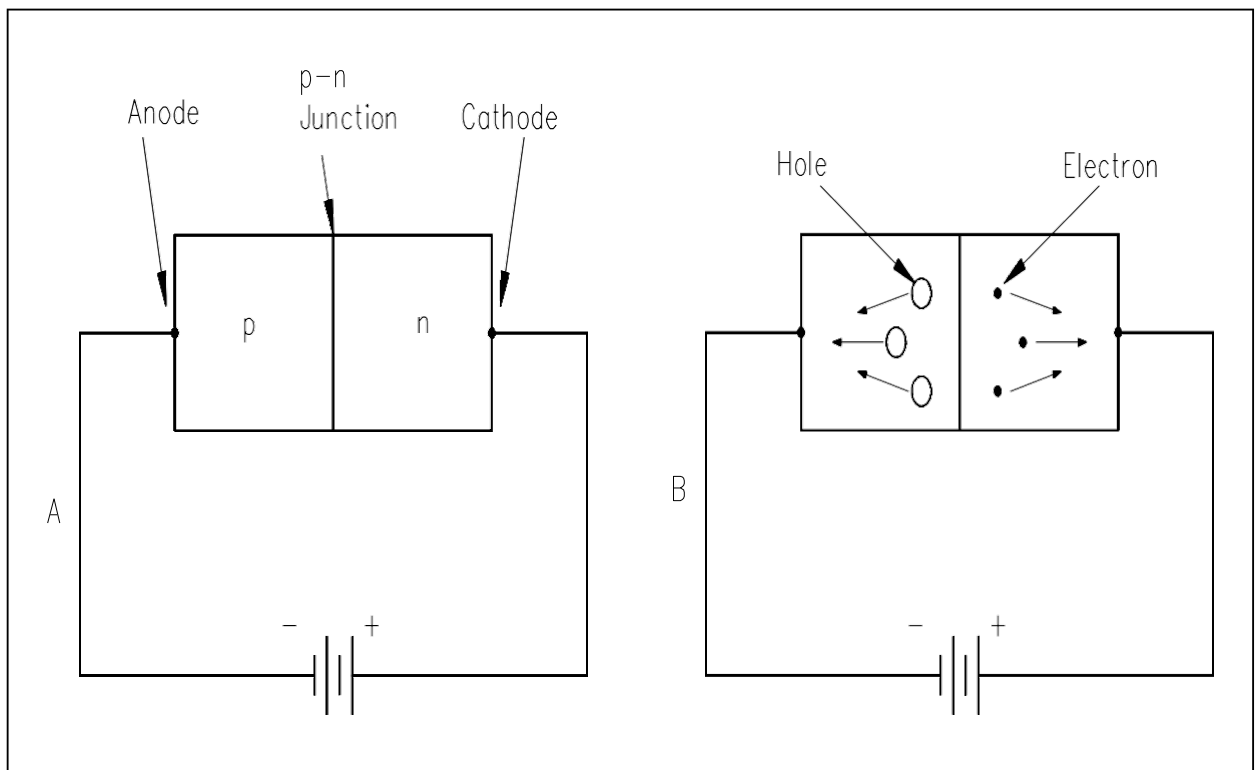 p-n
Junction
Anode
Cathode
Hole
Electron
p
n
A
B
- +
- +